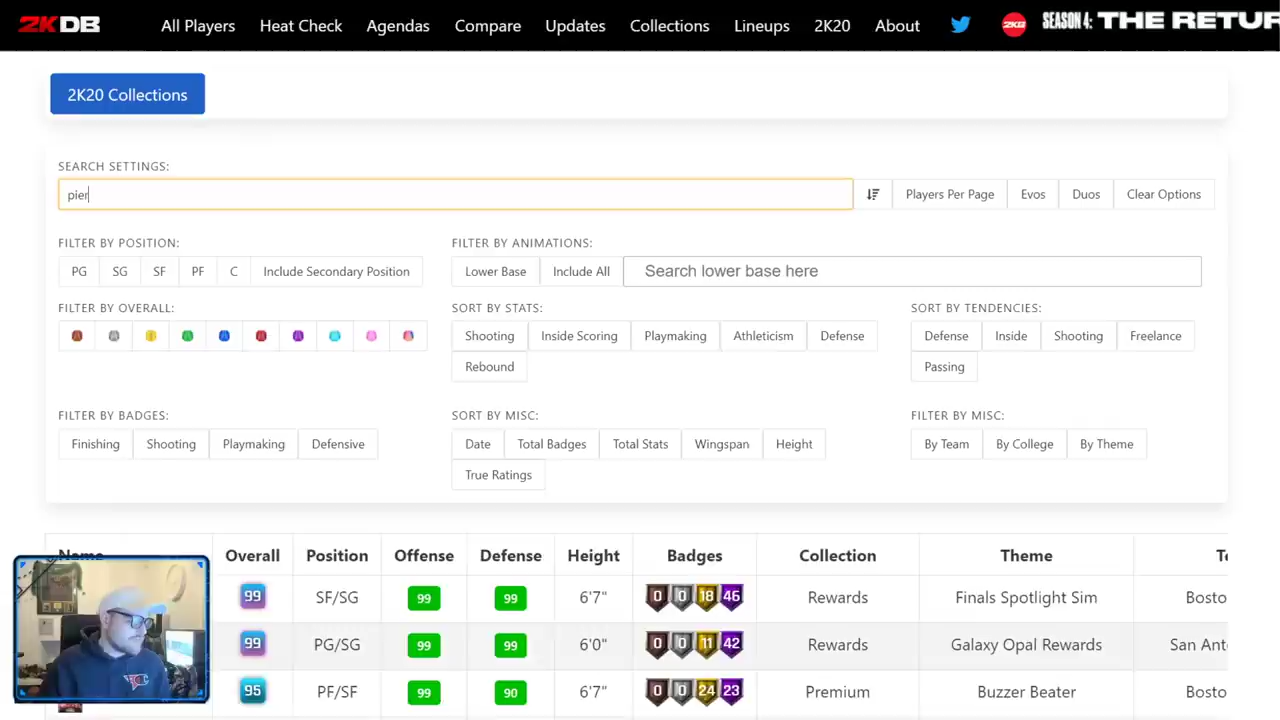 2KDB All Players Heat Check Agendas Compare Updates Collections Lineups 2K20 About SEASON 4: THE RETUR
2K20 Collections
SEARCH SETTINGS:
pier
Players Per Page Evos Duos Clear Options
FILTER BY POSITION: FILTER BY ANIMATIONS:
PG SG SF PF C Include Secondary Position Lower Base Include All Search lower base here
FILTER BY OVERALL: SORT BY STATS: SORT BY TENDENCIES:
Shooting Inside Scoring Playmaking Athleticism Defense Defense Inside Shooting Freelance
Rebound Passing
FILTER BY BADGES: SORT BY MISC: FILTER BY MISC:
Finishing Shooting Playmaking Defensive Date Total Badges Total Stats Wingspan Height By Team By College By Theme
True Ratings
Name Overall Position Offense Defense Height Badges Collection Theme Te
99 SF/SG 99 99 6'7" 0 0 18 46 Rewards Finals Spotlight Sim Bosto
99 PG/SG 99 99 6'0" 0 0 11 42 Rewards Galaxy Opal Rewards San Anto
95 PF/SF 99 90 6'7" 0 0 24 23 Premium Buzzer Beater Bosto